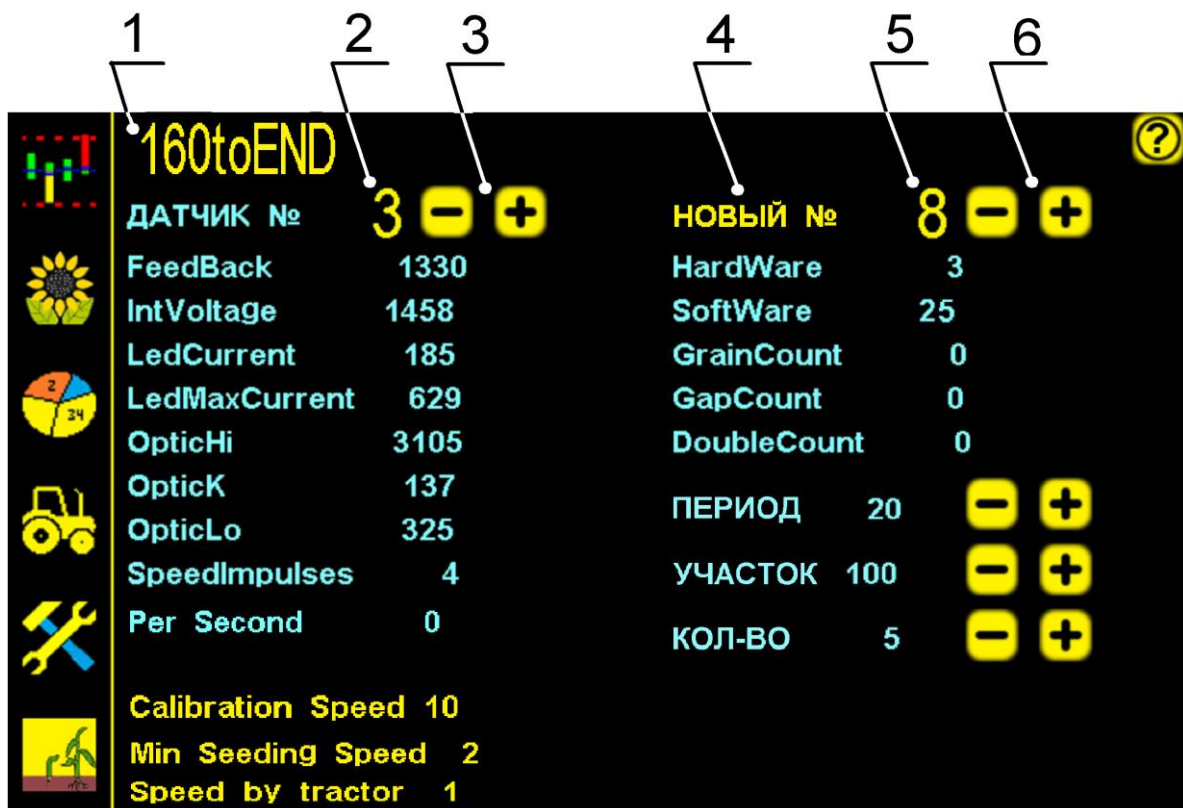 1 2 3 4 5 6
160toEND
?
ДАТЧИК № 3 − +
НОВЫЙ № 8 − +
FeedBack 1330
HardWare 3
IntVoltage 1458
SoftWare 25
LedCurrent 185
GrainCount 0
LedMaxCurrent 629
GapCount 0
OpticHi 3105
DoubleCount 0
OpticK 137
ПЕРИОД 20 − +
OpticLo 325
SpeedImpulses 4
УЧАСТОК 100 − +
Per Second 0
КОЛ-ВО 5 − +
Calibration Speed 10
Min Seeding Speed 2
Speed by tractor 1
2
34